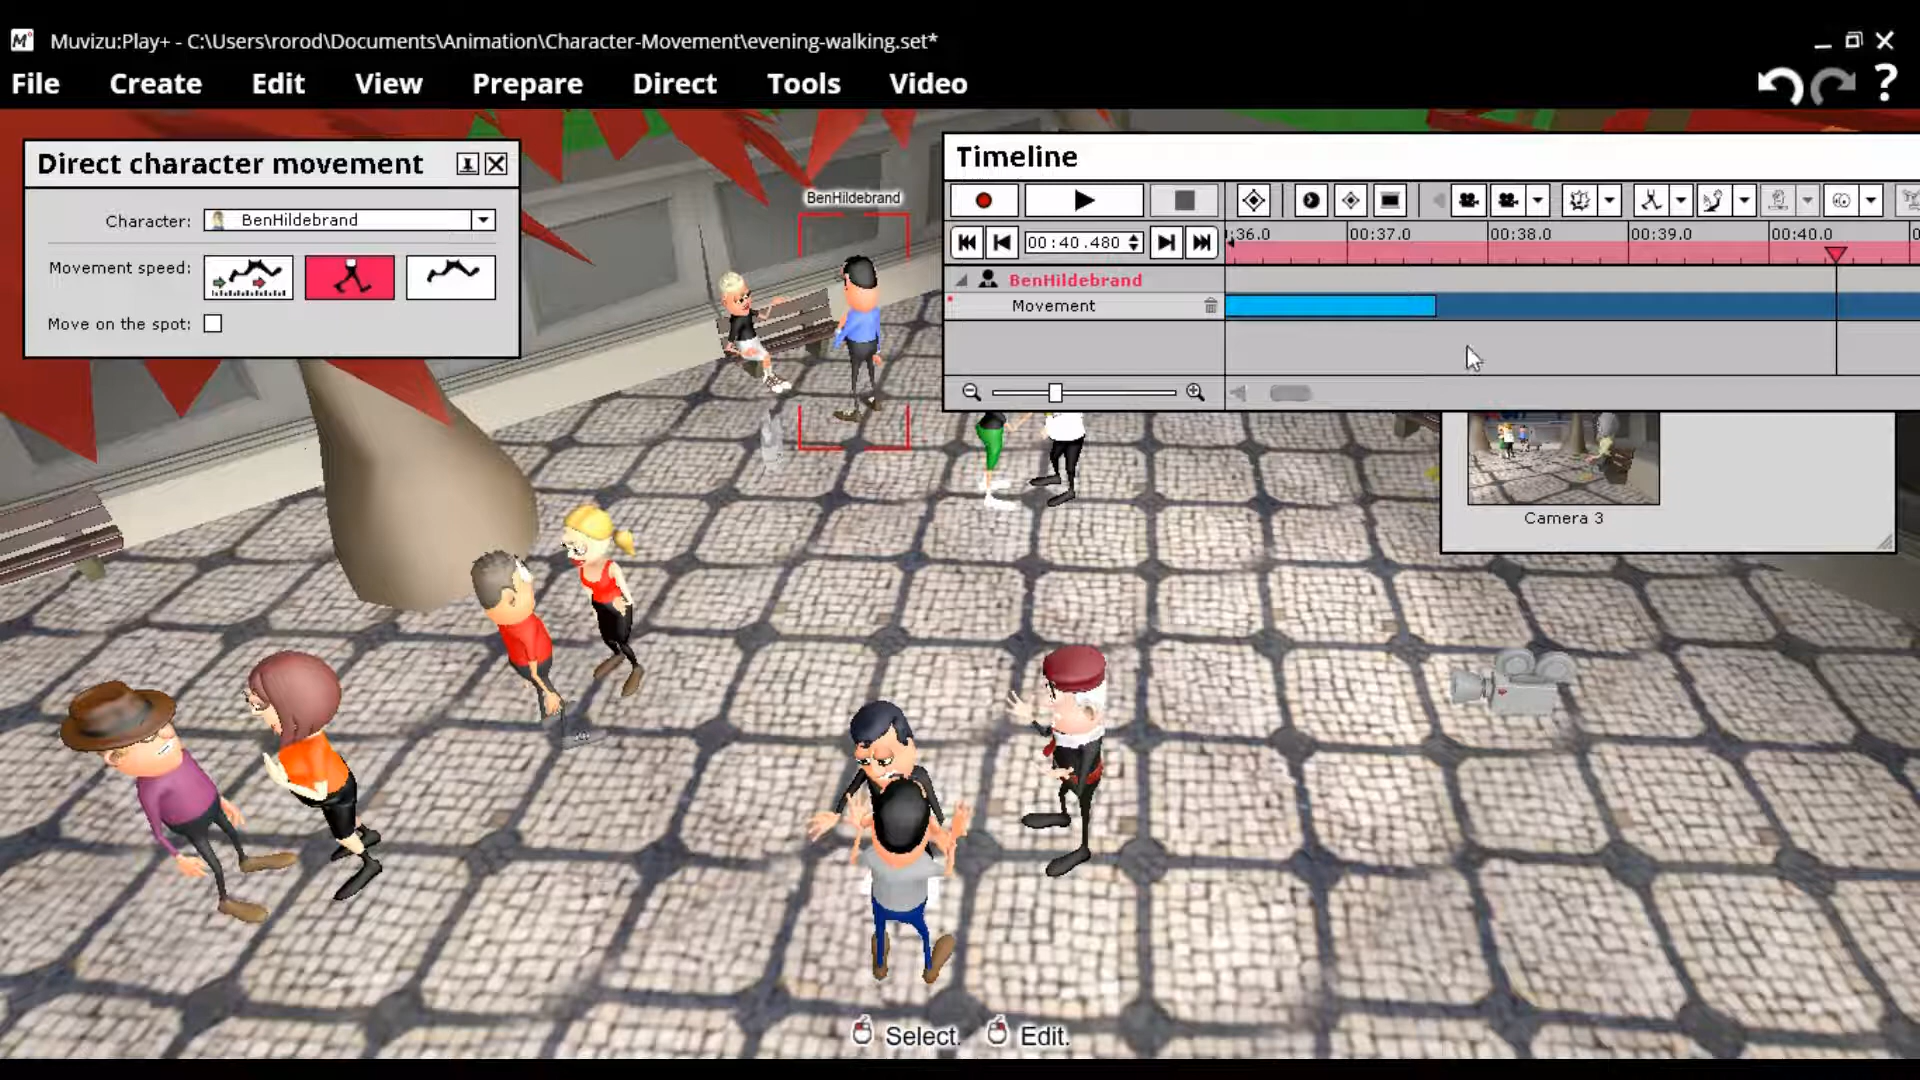 Muvizu:Play+ - C:\Users\rorod\Documents\Animation\Character-Movement\evening-walking.set*
File Create Edit View Prepare Direct Tools Video ?
Direct character movement
Character: BenHildebrand
Movement speed:
Move on the spot:
BenHildebrand
Timeline
00:40.480
:36.0 00:37.0 00:38.0 00:39.0 00:40.0
BenHildebrand
Movement
Camera 3
Select. Edit.